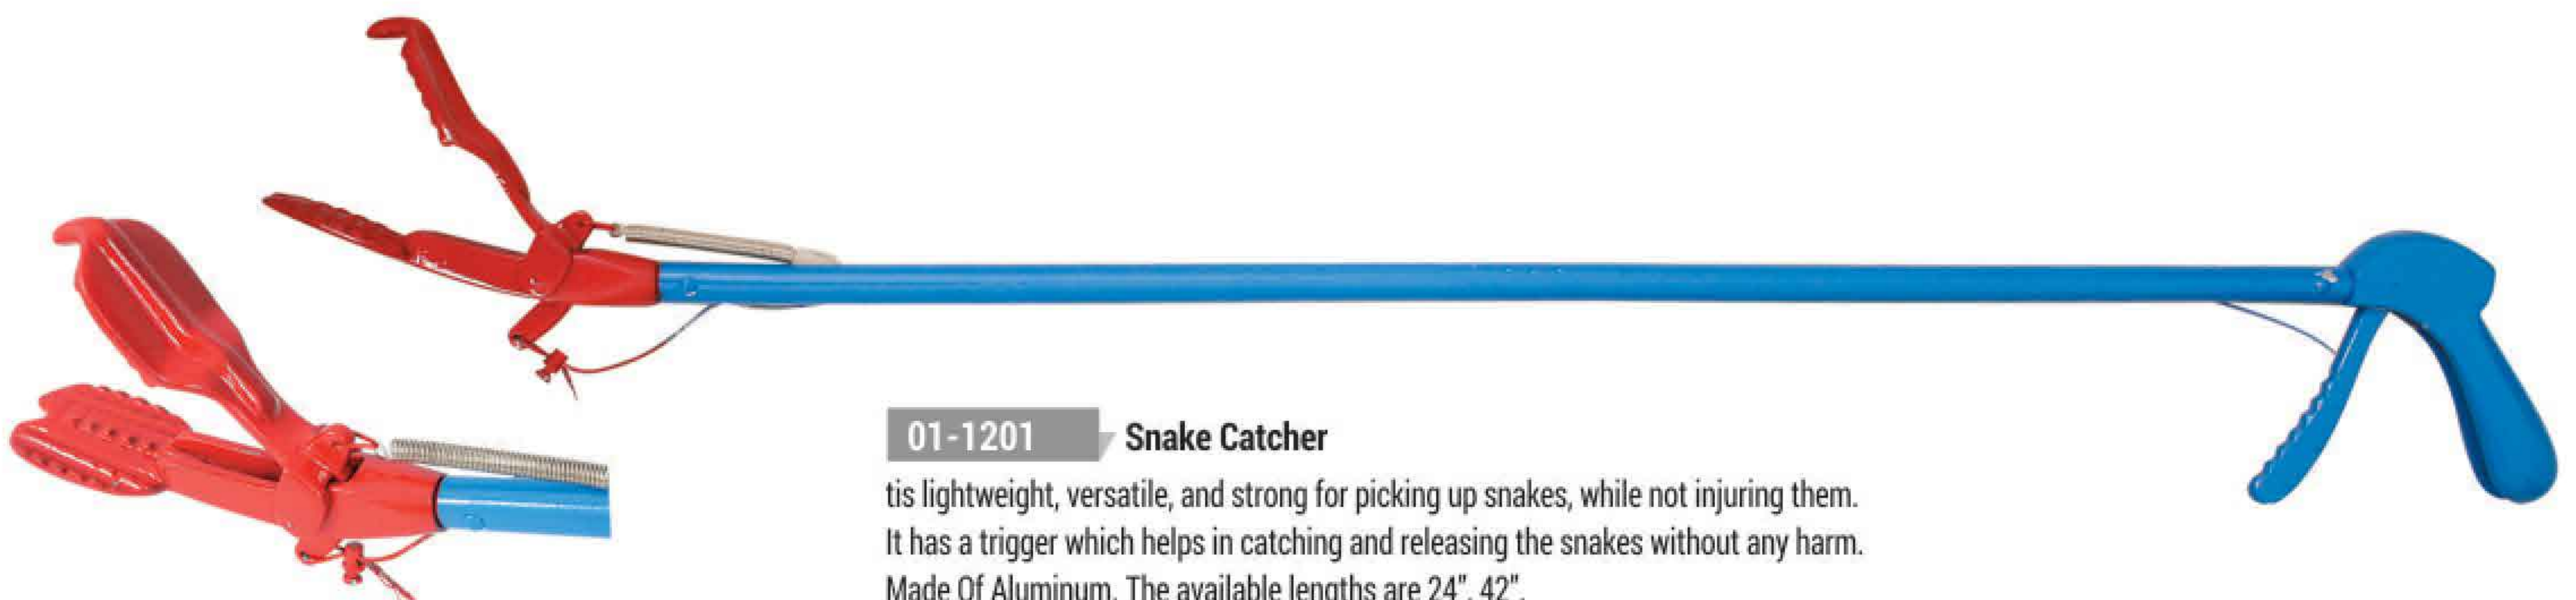 01-1201 Snake Catcher
tis lightweight, versatile, and strong for picking up snakes, while not injuring them.
It has a trigger which helps in catching and releasing the snakes without any harm.
Made Of Aluminum. The available lengths are 24", 42".